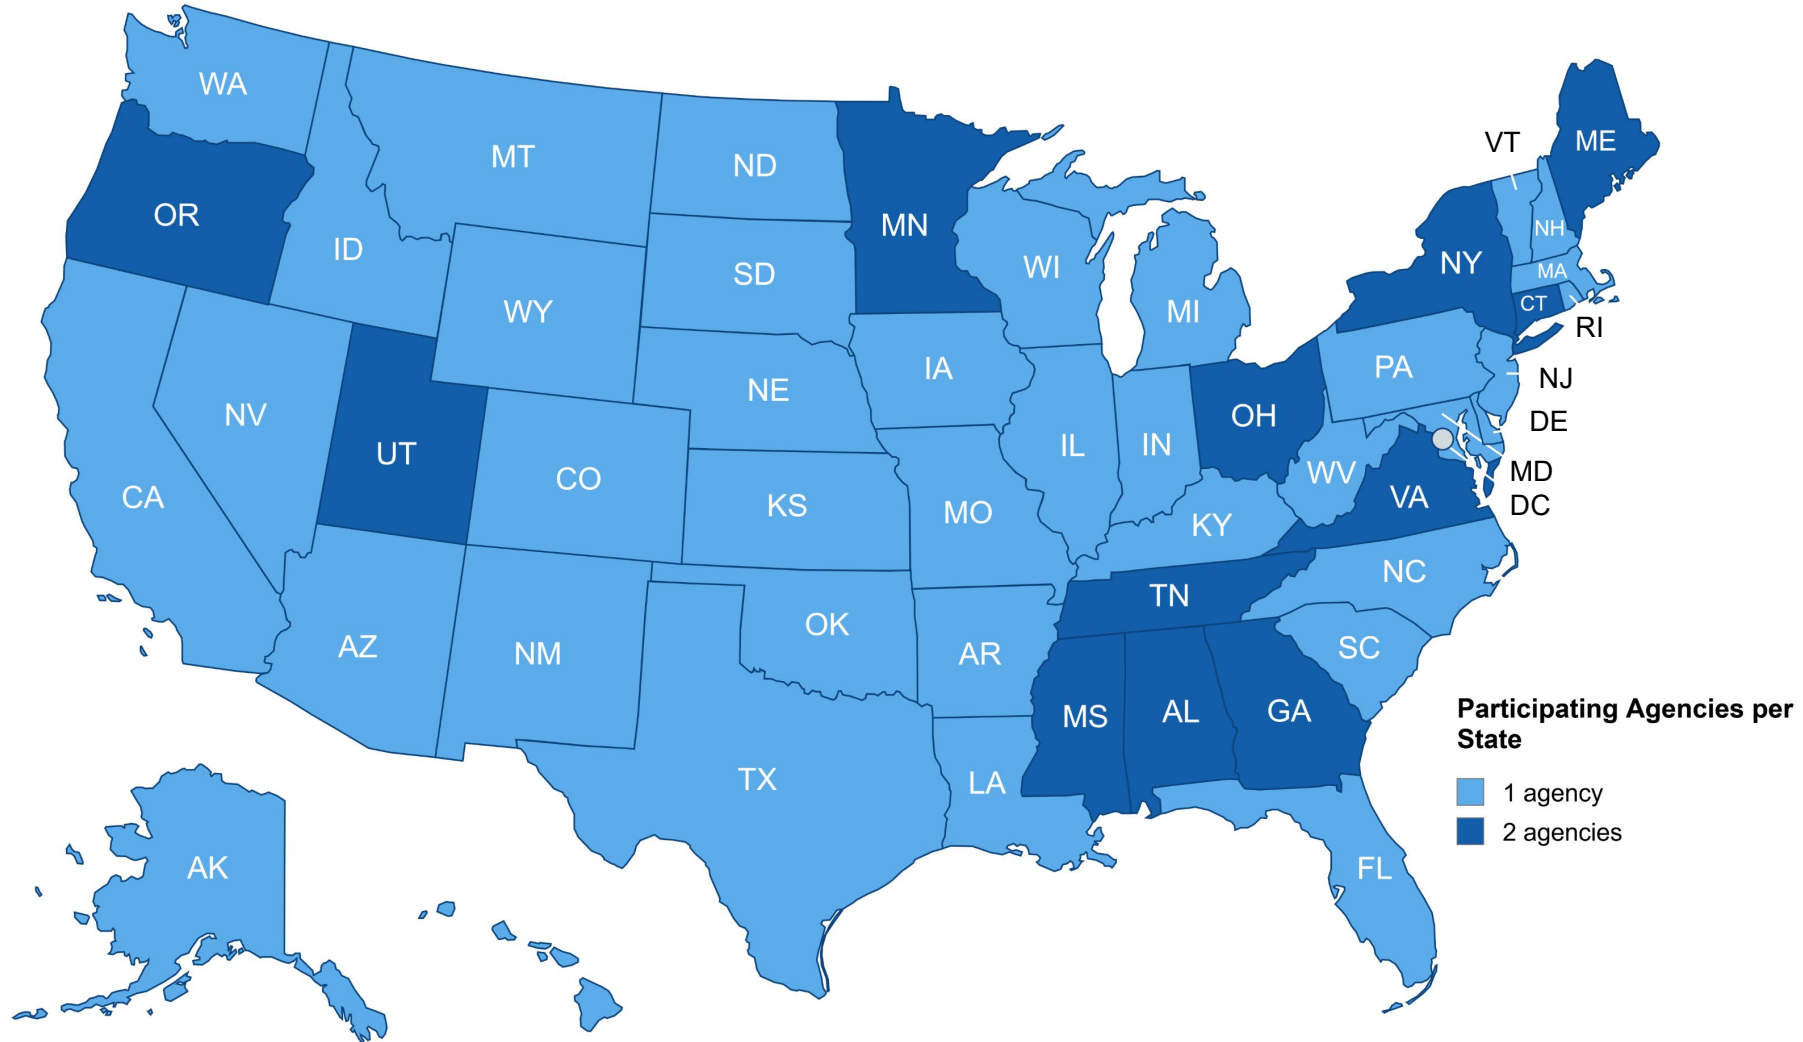 WA
MT
ND
MN
VT
ME
OR
ID
SD
WI
NH
NY
MA
WY
MI
CT
RI
IA
PA
NJ
NE
NV
OH
DE
UT
CO
IL
IN
WV
MD
CA
KS
MO
VA
DC
KY
NC
TN
OK
AZ
NM
AR
SC
MS
AL
GA
Participating Agencies per
State
TX
LA
1 agency
2 agencies
AK
FL